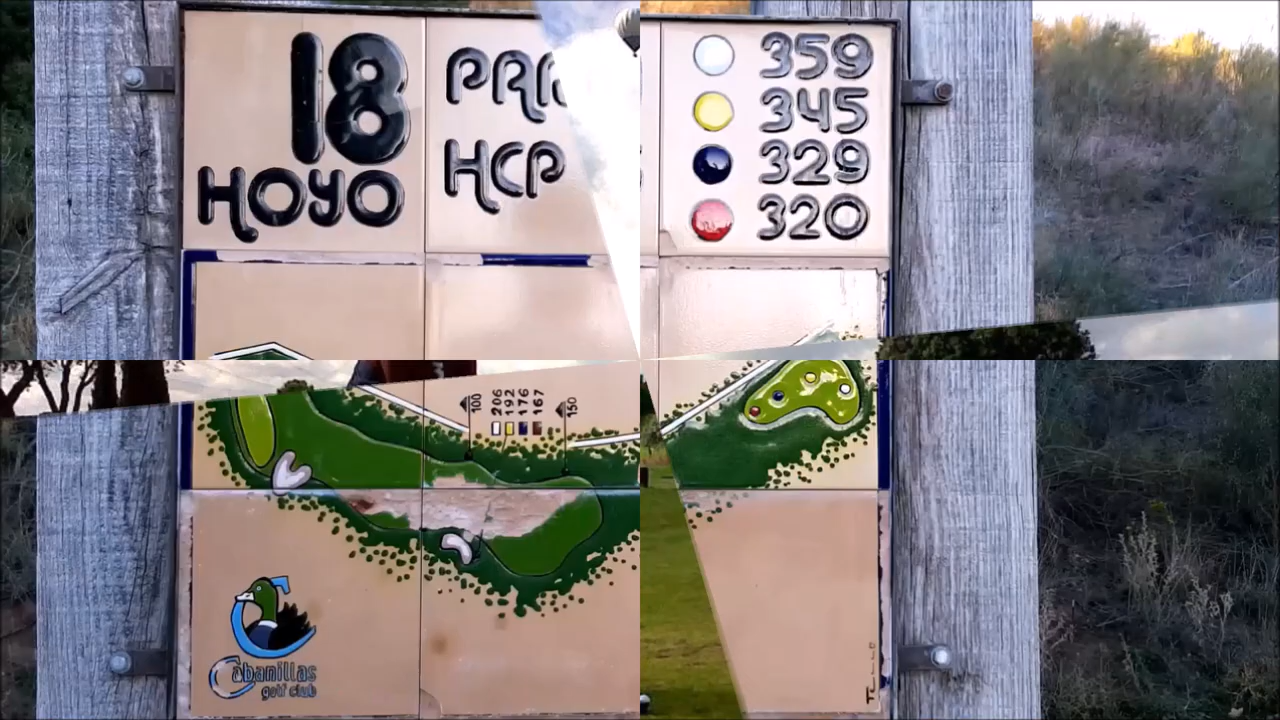 18
HOYO
HCP
359
345
329
320
100
206
192
176
167
150
Cabanillas
golf club